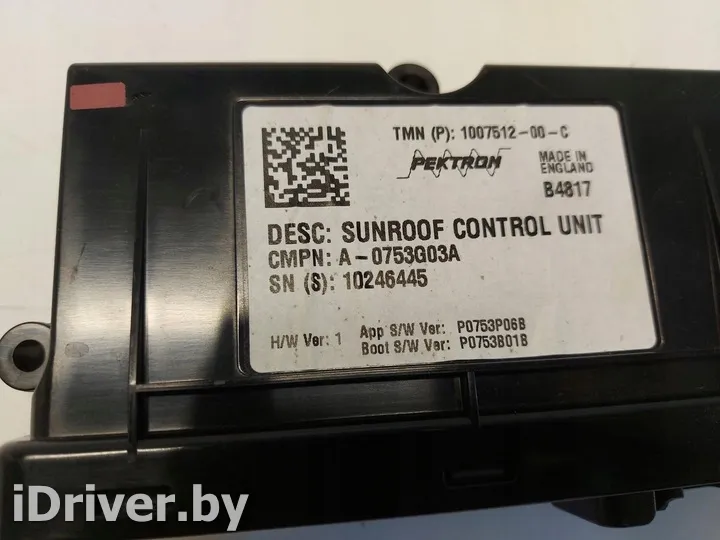 TMN (P): 1007512-00-C
PEKTRON
MADE IN
ENGLAND
B4817
DESC: SUNROOF CONTROL UNIT
CMPN: A-0753G03A
SN (S): 10246445
H/W Ver: 1
App S/W Ver: P0753P06B
Boot S/W Ver: P0753B01B
iDriver.by